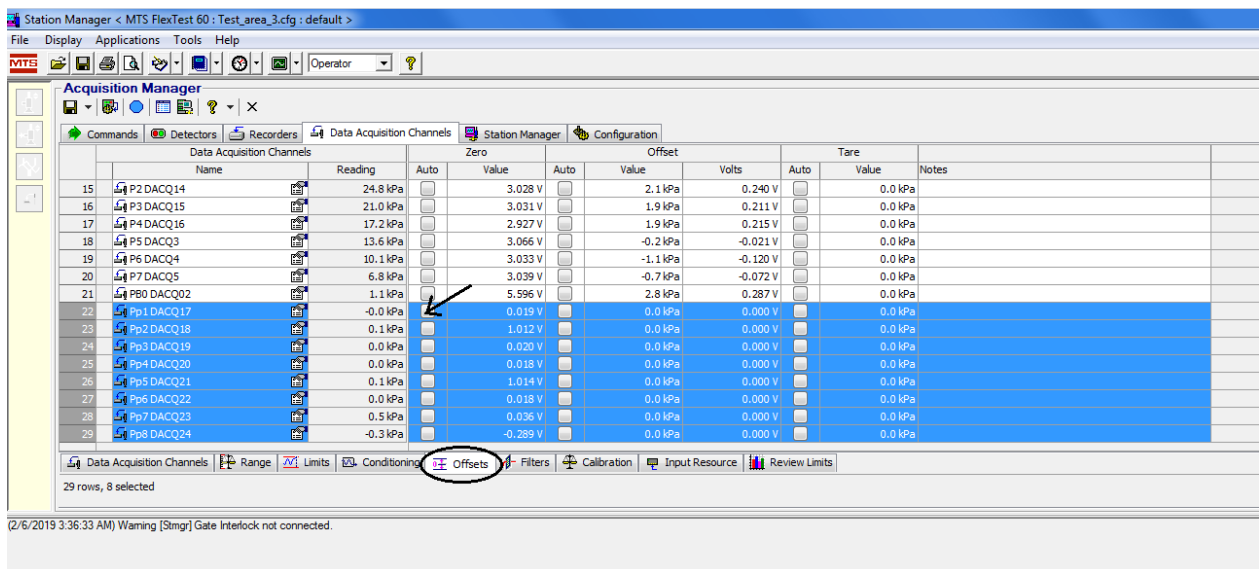 Station Manager < MTS FlexTest 60 : Test_area_3.cfg : default >
File Display Applications Tools Help
MTS Operator
Acquisition Manager
Commands Detectors Recorders Data Acquisition Channels Station Manager Configuration
Data Acquisition Channels Zero Offset Tare
Name Reading Auto Value Auto Value Volts Auto Value Notes
15 P2 DACQ14 24.8 kPa 3.028 V 2.1 kPa 0.240 V 0.0 kPa
16 P3 DACQ15 21.0 kPa 3.031 V 1.9 kPa 0.211 V 0.0 kPa
17 P4 DACQ16 17.2 kPa 2.927 V 1.9 kPa 0.215 V 0.0 kPa
18 P5 DACQ3 13.6 kPa 3.066 V -0.2 kPa -0.021 V 0.0 kPa
19 P6 DACQ4 10.1 kPa 3.033 V -1.1 kPa -0.120 V 0.0 kPa
20 P7 DACQ5 6.8 kPa 3.039 V -0.7 kPa -0.072 V 0.0 kPa
21 PB0 DACQ02 1.1 kPa 5.596 V 2.8 kPa 0.287 V 0.0 kPa
22 Pp1 DACQ17 -0.0 kPa 0.019 V 0.0 kPa 0.000 V 0.0 kPa
23 Pp2 DACQ18 0.1 kPa 1.012 V 0.0 kPa 0.000 V 0.0 kPa
24 Pp3 DACQ19 0.0 kPa 0.020 V 0.0 kPa 0.000 V 0.0 kPa
25 Pp4 DACQ20 0.0 kPa 0.018 V 0.0 kPa 0.000 V 0.0 kPa
26 Pp5 DACQ21 0.1 kPa 1.014 V 0.0 kPa 0.000 V 0.0 kPa
27 Pp6 DACQ22 0.0 kPa 0.018 V 0.0 kPa 0.000 V 0.0 kPa
28 Pp7 DACQ23 0.5 kPa 0.036 V 0.0 kPa 0.000 V 0.0 kPa
29 Pp8 DACQ24 -0.3 kPa -0.289 V 0.0 kPa 0.000 V 0.0 kPa
Data Acquisition Channels Range Limits Conditioning Offsets Filters Calibration Input Resource Review Limits
29 rows, 8 selected
(2/6/2019 3:36:33 AM) Warning [Stmgr] Gate Interlock not connected.